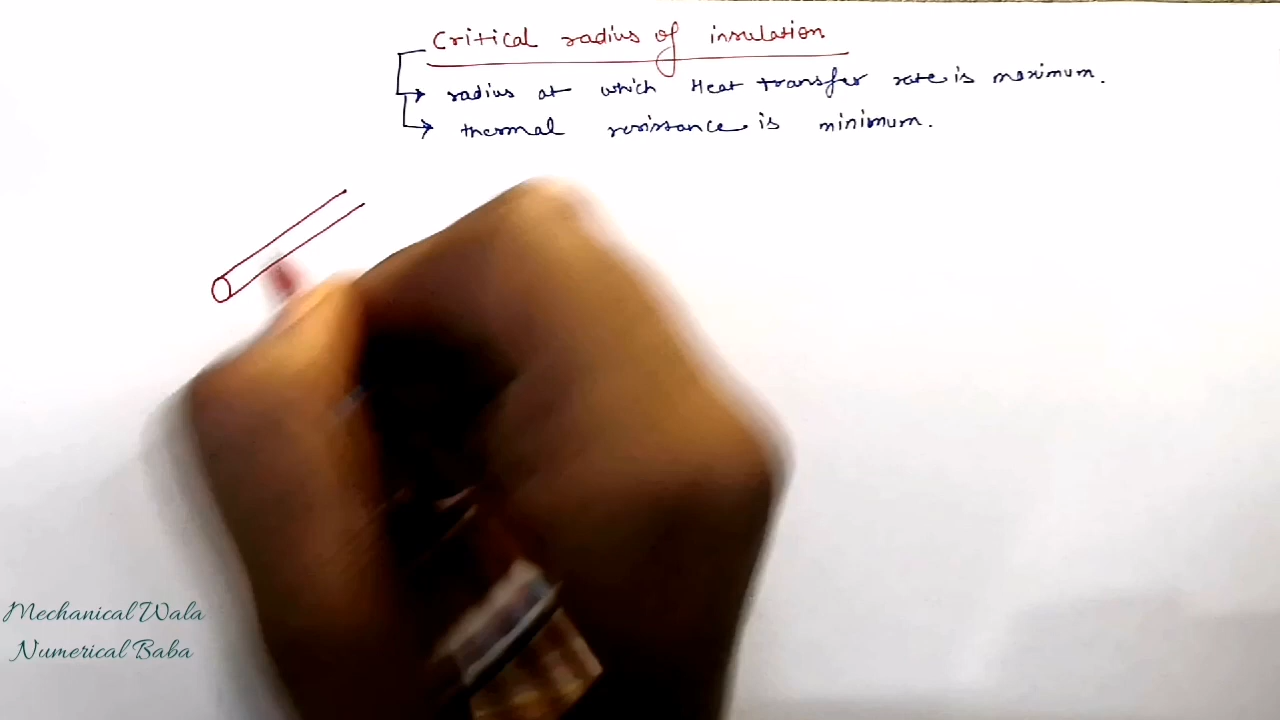 Critical radius of insulation
radius at which Heat transfer rate is maximum.
thermal resistance is minimum.
Mechanical Wala
Numerical Baba